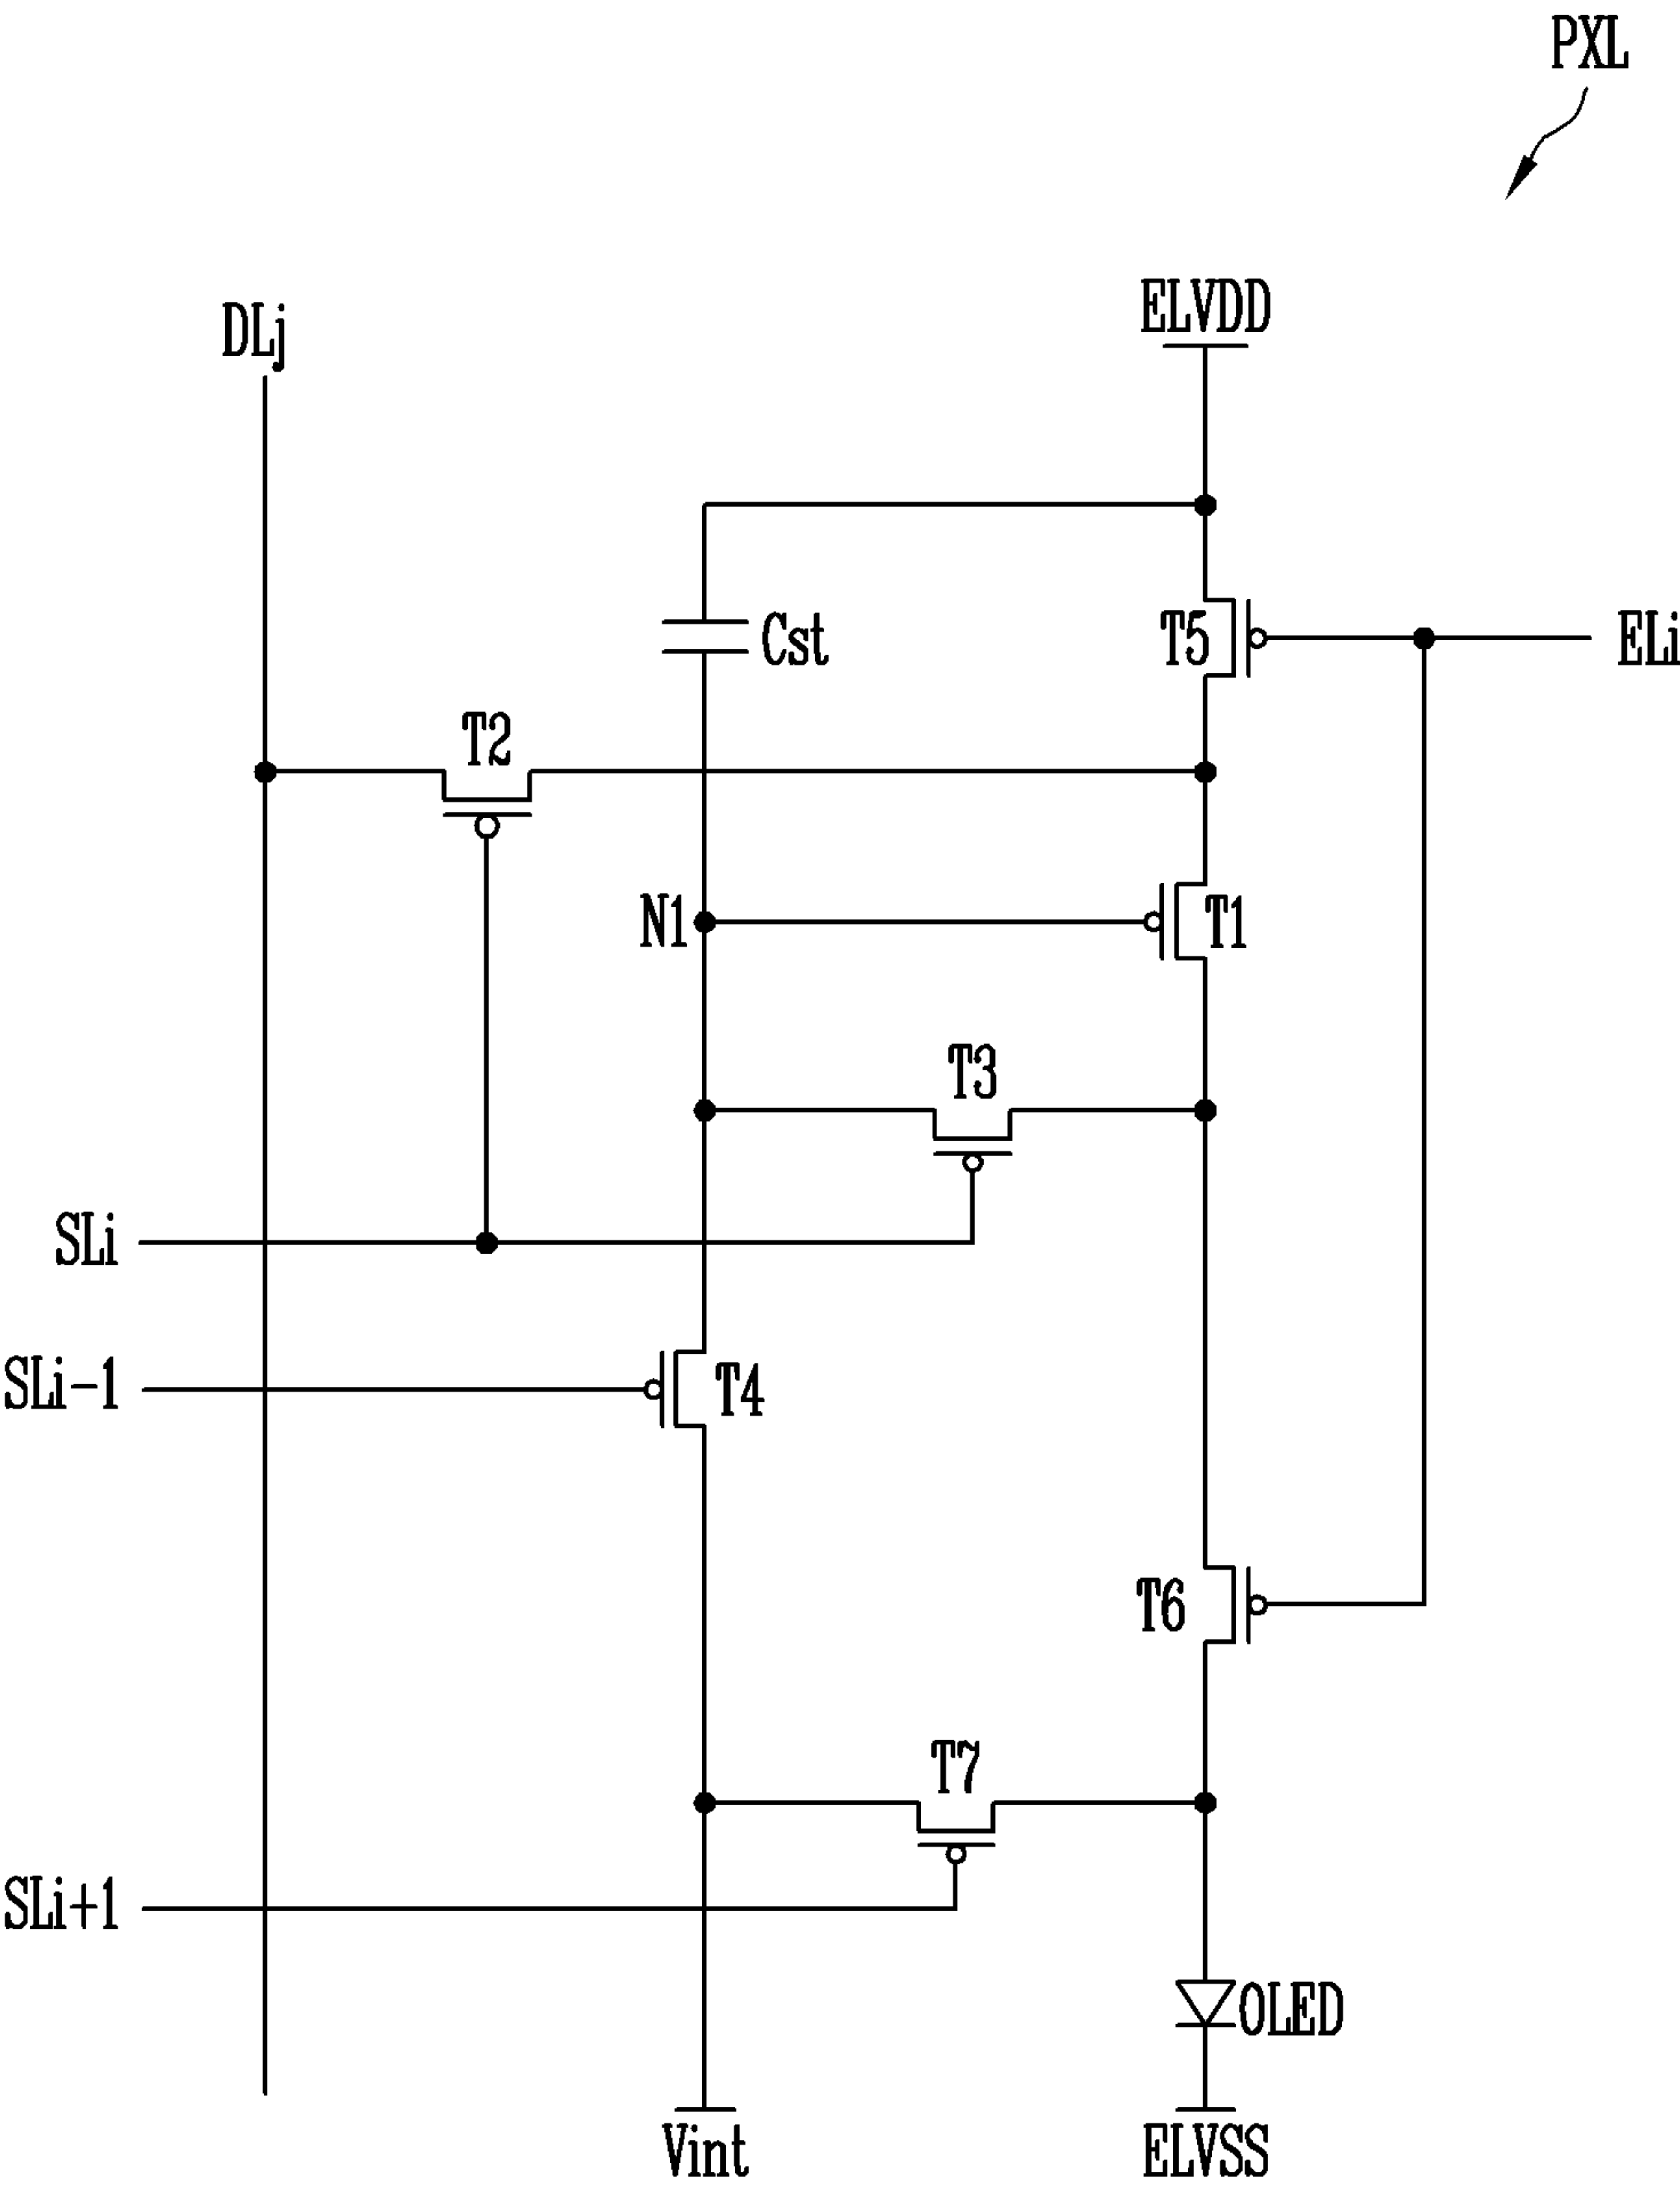 PXL
ELVDD
DLj
Cst
T5
ELi
T2
N1
T1
T3
SLi
SLi-1
T4
T6
T7
SLi+1
OLED
Vint
ELVSS